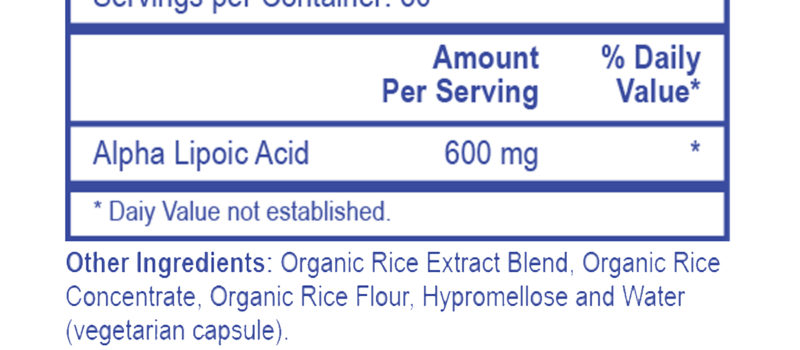 Servings per Container: 60
Amount
Per Serving
% Daily
Value*
Alpha Lipoic Acid 600 mg *
* Daiy Value not established.
Other Ingredients: Organic Rice Extract Blend, Organic Rice
Concentrate, Organic Rice Flour, Hypromellose and Water
(vegetarian capsule).